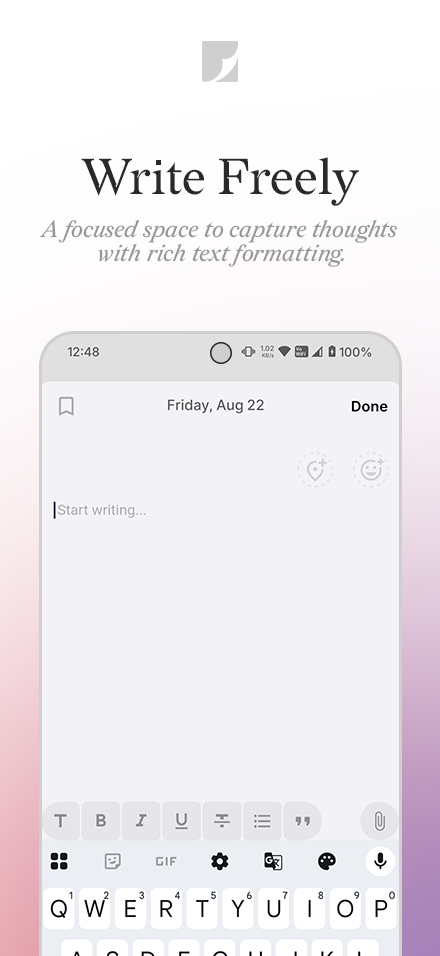 Write Freely
A focused space to capture thoughts
with rich text formatting.
12:48
1.02
KB/s
Vo
WiFi
100%
Friday, Aug 22
Done
Start writing...
T B I U T
GIF
Q1 W2 E3 R4 T5 Y6 U7 I8 O9 P0
A S D F G H J K L